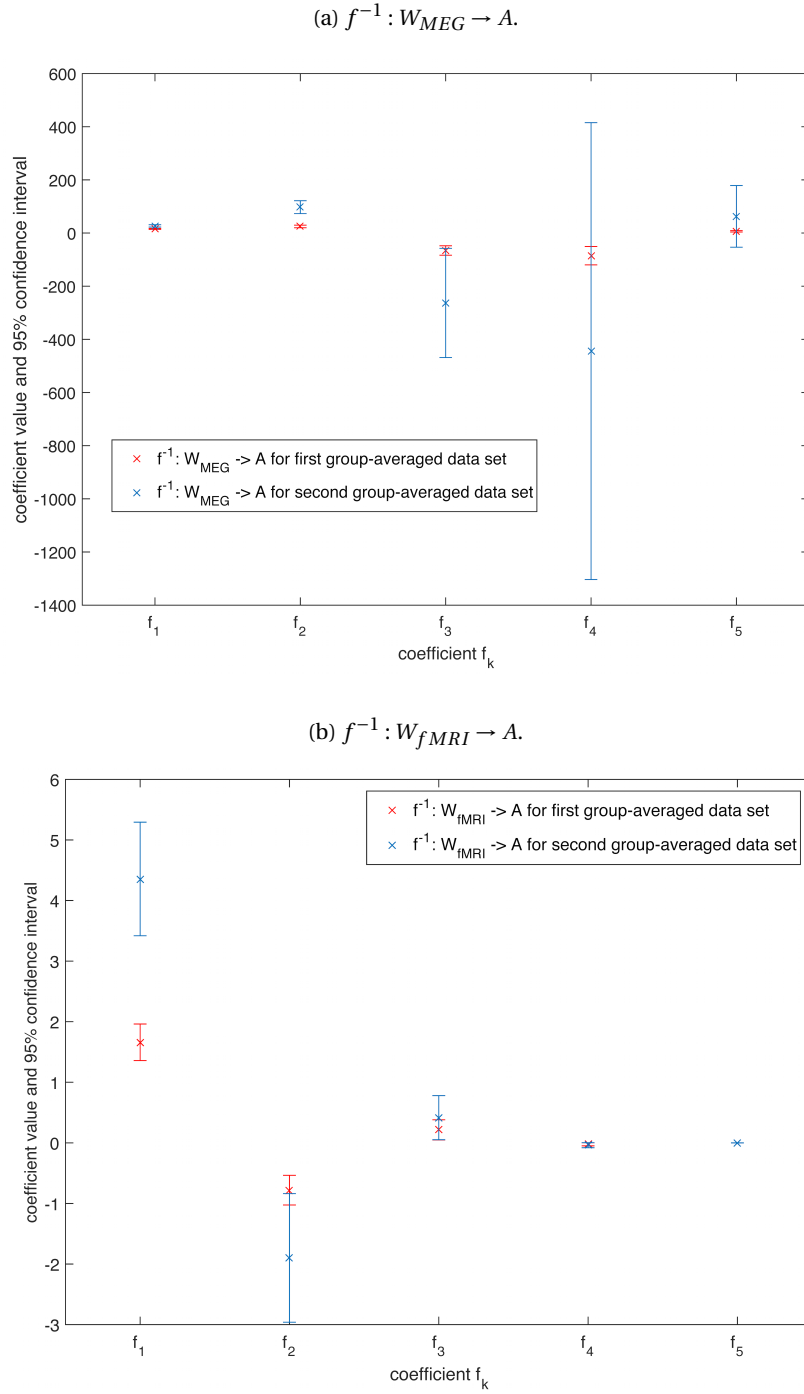 (a) f⁻¹ : W_MEG → A.
600
400
200
0
-200
-400
-600
-800
-1000
-1200
-1400
coefficient value and 95% confidence interval
f⁻¹: W_MEG -> A for first group-averaged data set
f⁻¹: W_MEG -> A for second group-averaged data set
f₁ f₂ f₃ f₄ f₅
coefficient f_k
(b) f⁻¹ : W_fMRI → A.
6
5
4
3
2
1
0
-1
-2
-3
coefficient value and 95% confidence interval
f⁻¹: W_fMRI -> A for first group-averaged data set
f⁻¹: W_fMRI -> A for second group-averaged data set
f₁ f₂ f₃ f₄ f₅
coefficient f_k